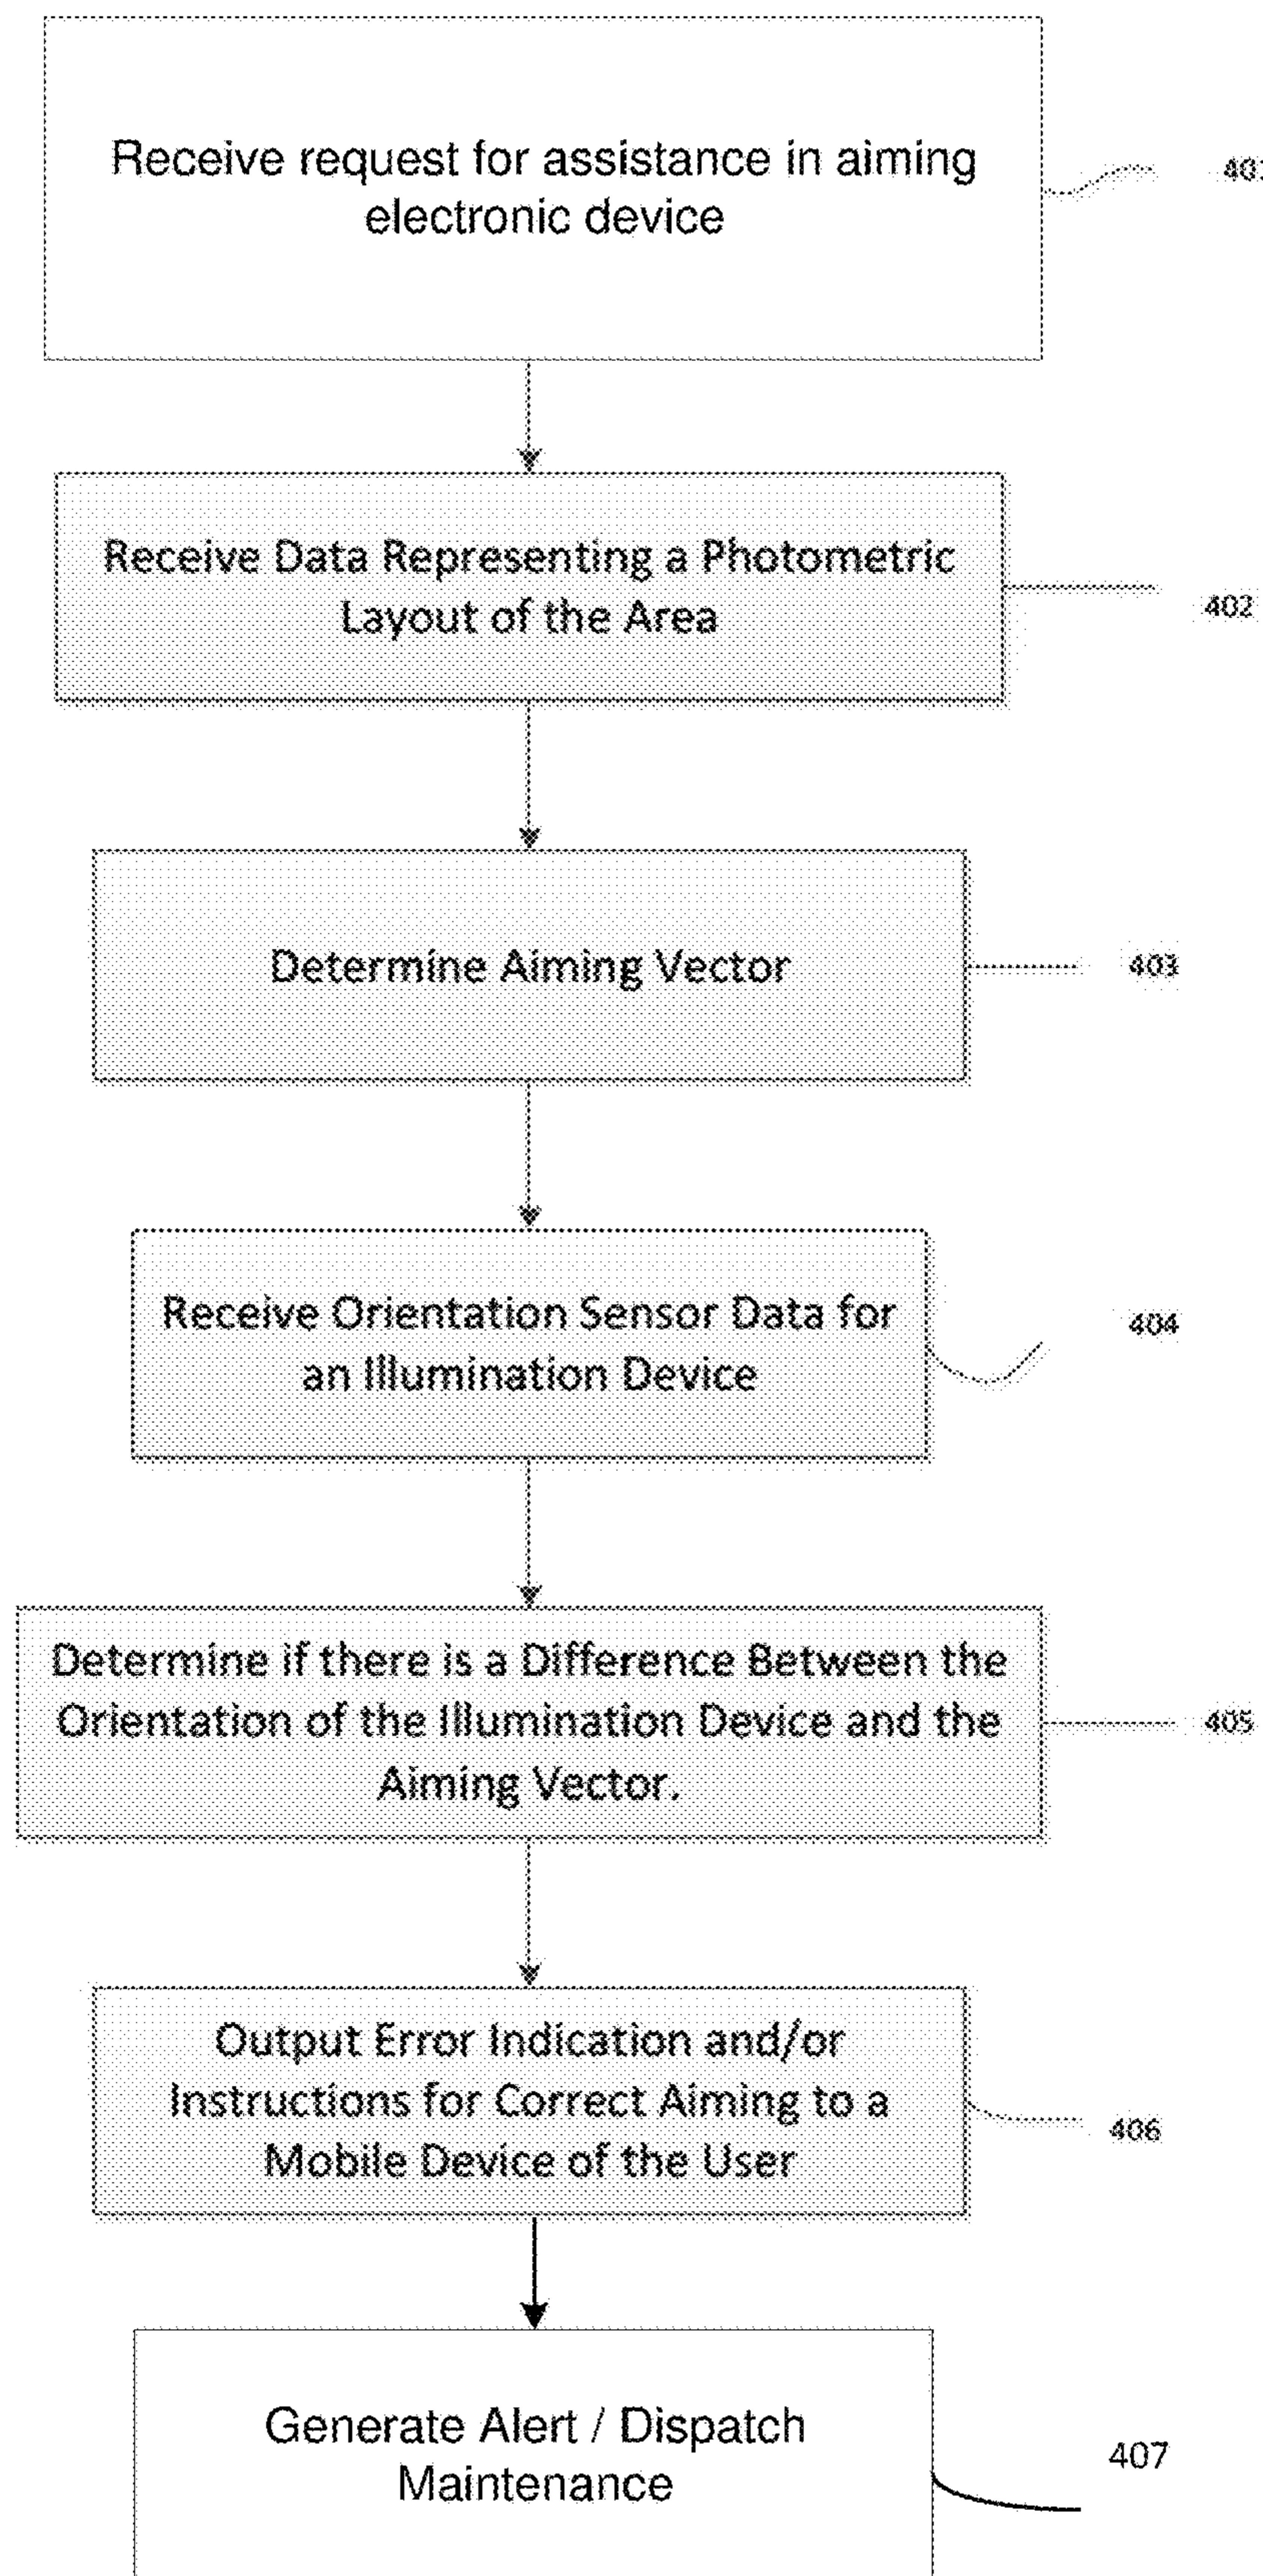 Receive request for assistance in aiming
electronic device
Receive Data Representing a Photometric
Layout of the Area
402
Determine Aiming Vector
403
Receive Orientation Sensor Data for
an Illumination Device
404
Determine if there is a Difference Between the
Orientation of the Illumination Device and the
Aiming Vector.
405
Output Error Indication and/or
Instructions for Correct Aiming to a
Mobile Device of the User
406
Generate Alert / Dispatch
Maintenance
407